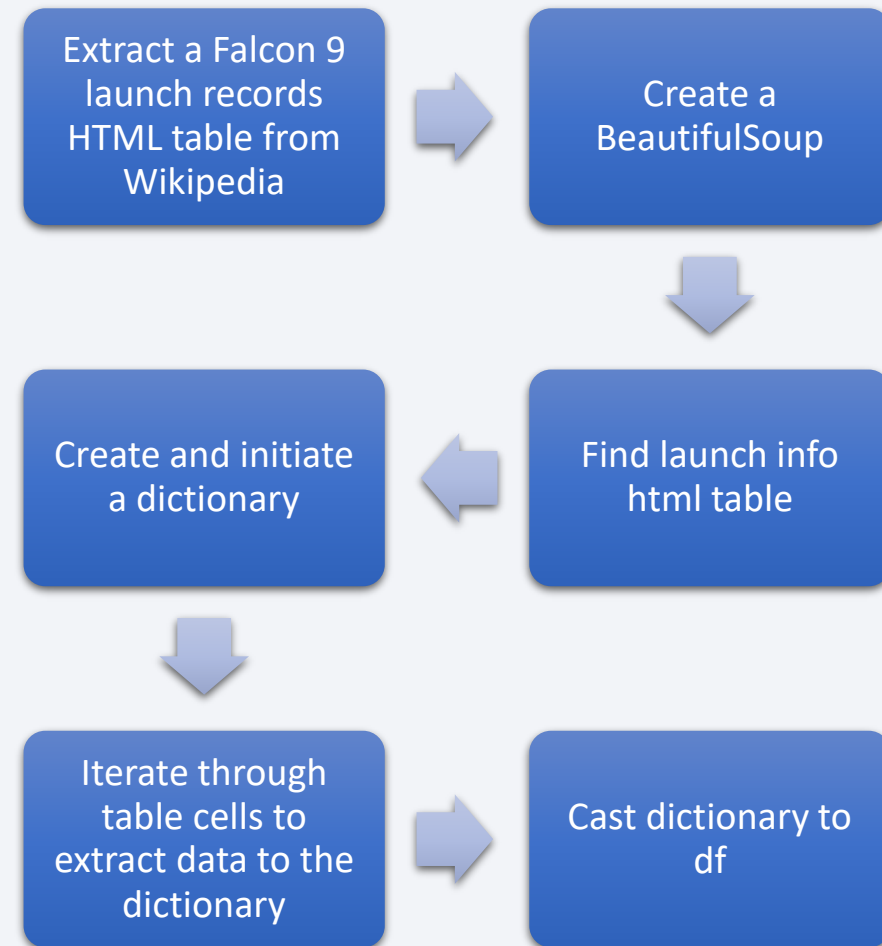 Extract a Falcon 9
launch records
HTML table from
Wikipedia
Create a
BeautifulSoup
Find launch info
html table
Create and initiate
a dictionary
Iterate through
table cells to
extract data to the
dictionary
Cast dictionary to
df